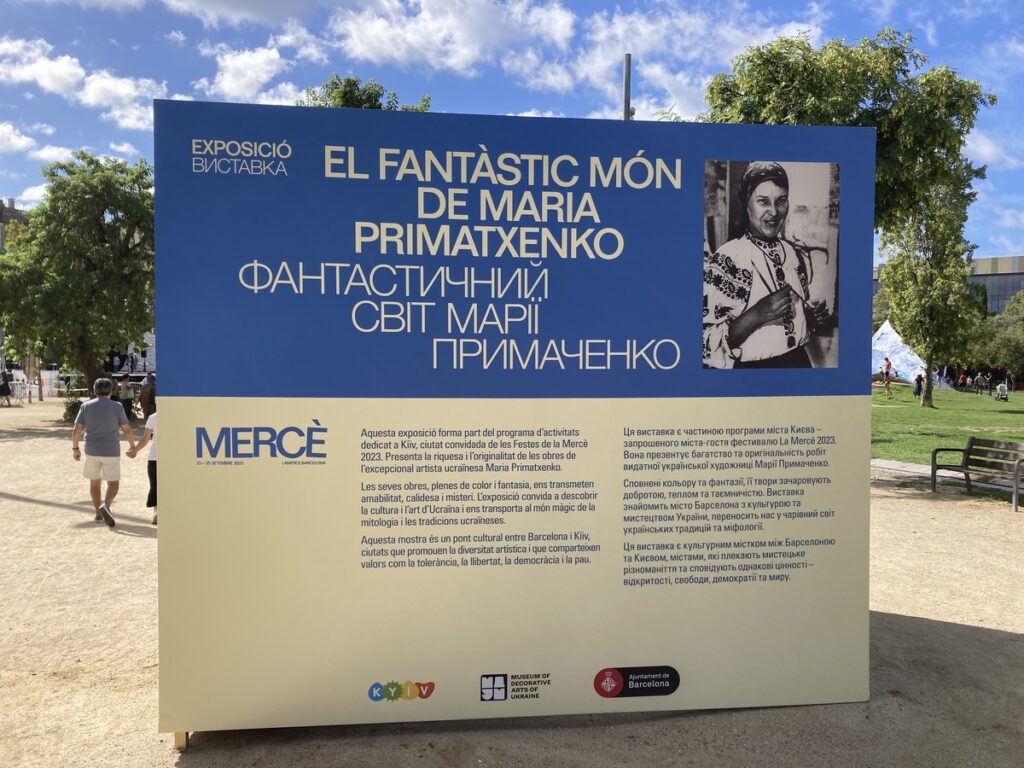 EXPOSICIÓ
ВИСТАВКА
EL FANTÀSTIC MÓN
DE MARIA
PRIMATXENKO
ФАНТАСТИЧНИЙ
СВІТ МАРІЇ
ПРИМАЧЕНКО
MERCÈ
22—25 SETEMBRE 2023
LAMERCE.BARCELONA
Aquesta exposició forma part del programa d'activitats
dedicat a Kíiv, ciutat convidada de les Festes de la Mercè
2023. Presenta la riquesa i l'originalitat de les obres de
l'excepcional artista ucraïnesa Maria Primatxenko.
Les seves obres, plenes de color i fantasia, ens transmeten
amabilitat, calidesa i misteri. L'exposició convida a descobrir
la cultura i l'art d'Ucraïna i ens transporta al món màgic de la
mitologia i les tradicions ucraïneses.
Aquesta mostra és un pont cultural entre Barcelona i Kíiv,
ciutats que promouen la diversitat artística i que comparteixen
valors com la tolerància, la llibertat, la democràcia i la pau.
Ця виставка є частиною програми міста Києва –
запрошеного міста-гостя фестивалю La Mercè 2023.
Вона презентує багатство та оригінальність робіт
видатної української художниці Марії Примаченко.
Сповнені кольору та фантазії, її твори зачаровують
добротою, теплом та таємничістю. Виставка
знайомить місто Барселона з культурою та
мистецтвом України, переносить нас у чарівний світ
українських традицій та міфології.
Ця виставка є культурним містком між Барселоною
та Києвом, містами, які плекають мистецьке
різноманіття та сповідують однакові цінності –
відкритості, свободи, демократії та миру.
KYIV
MUSEUM OF
DECORATIVE
ARTS OF
UKRAINE
Ajuntament de
Barcelona